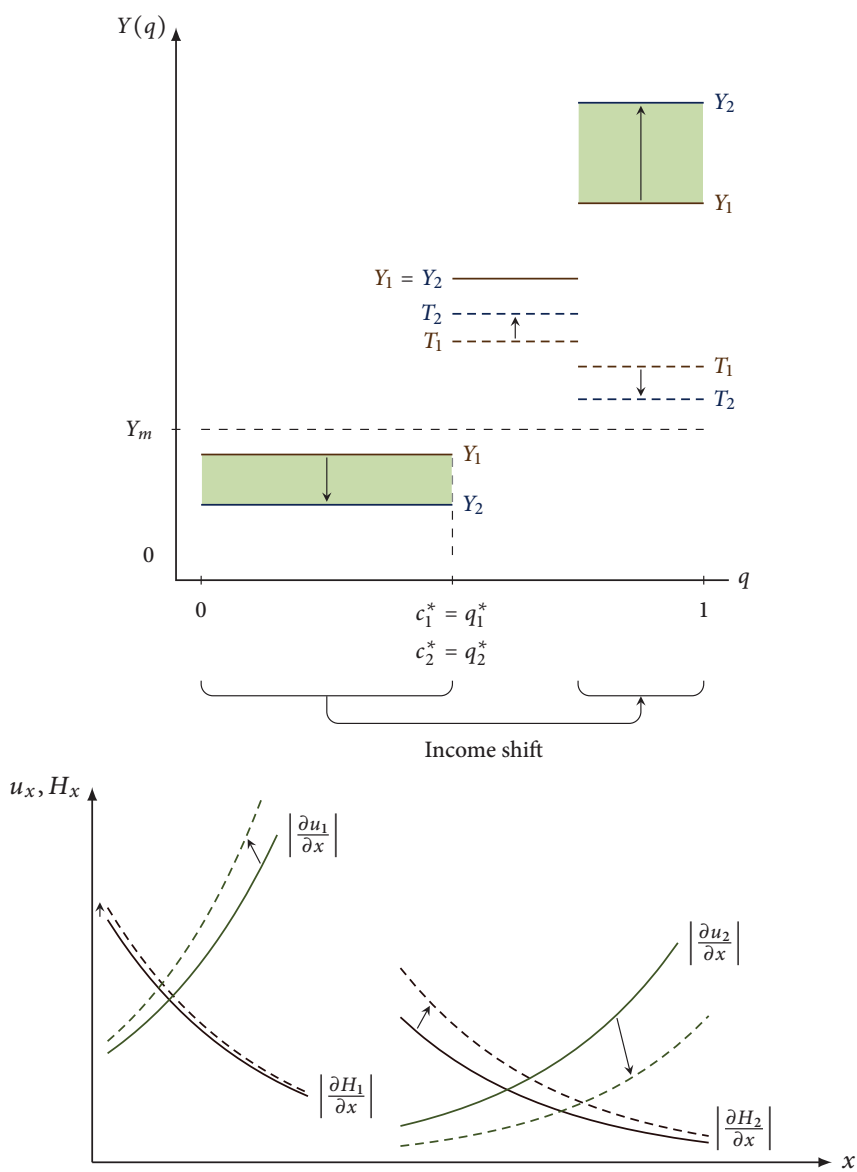 Y(q)
Y₂
Y₁
Y₁ = Y₂
T₂
T₁
T₁
T₂
Yₘ
Y₁
Y₂
0
q
0
c₁* = q₁*
1
c₂* = q₂*
Income shift
uₓ, Hₓ
|∂u₁/∂x|
|∂u₂/∂x|
|∂H₁/∂x|
|∂H₂/∂x|
x